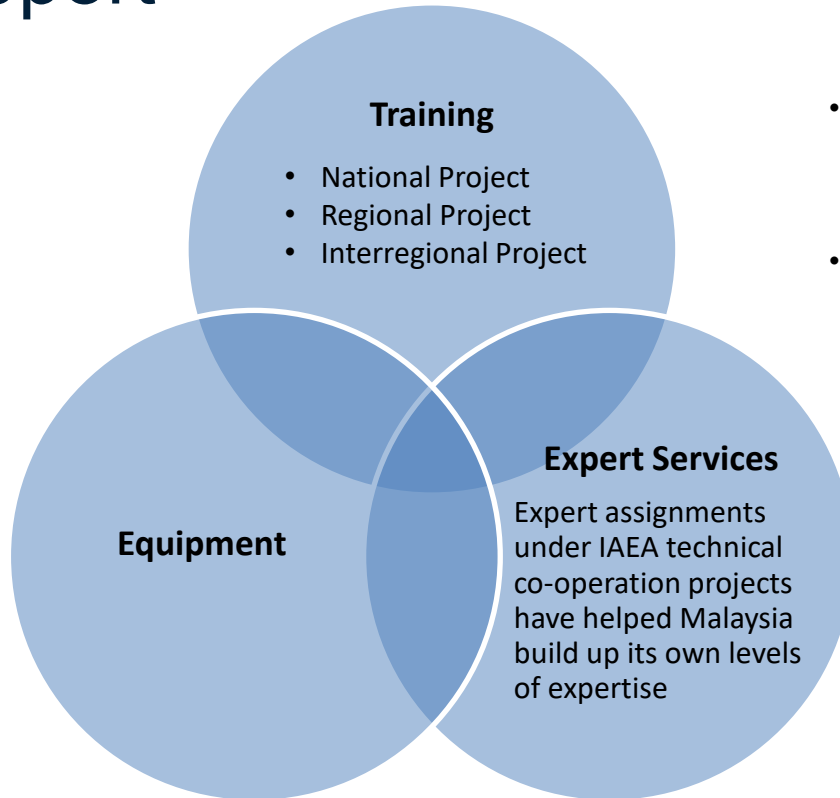 Training
• National Project
• Regional Project
• Interregional Project
Equipment
Expert Services
Expert assignments
under IAEA technical
co-operation projects
have helped Malaysia
build up its own levels
of expertise